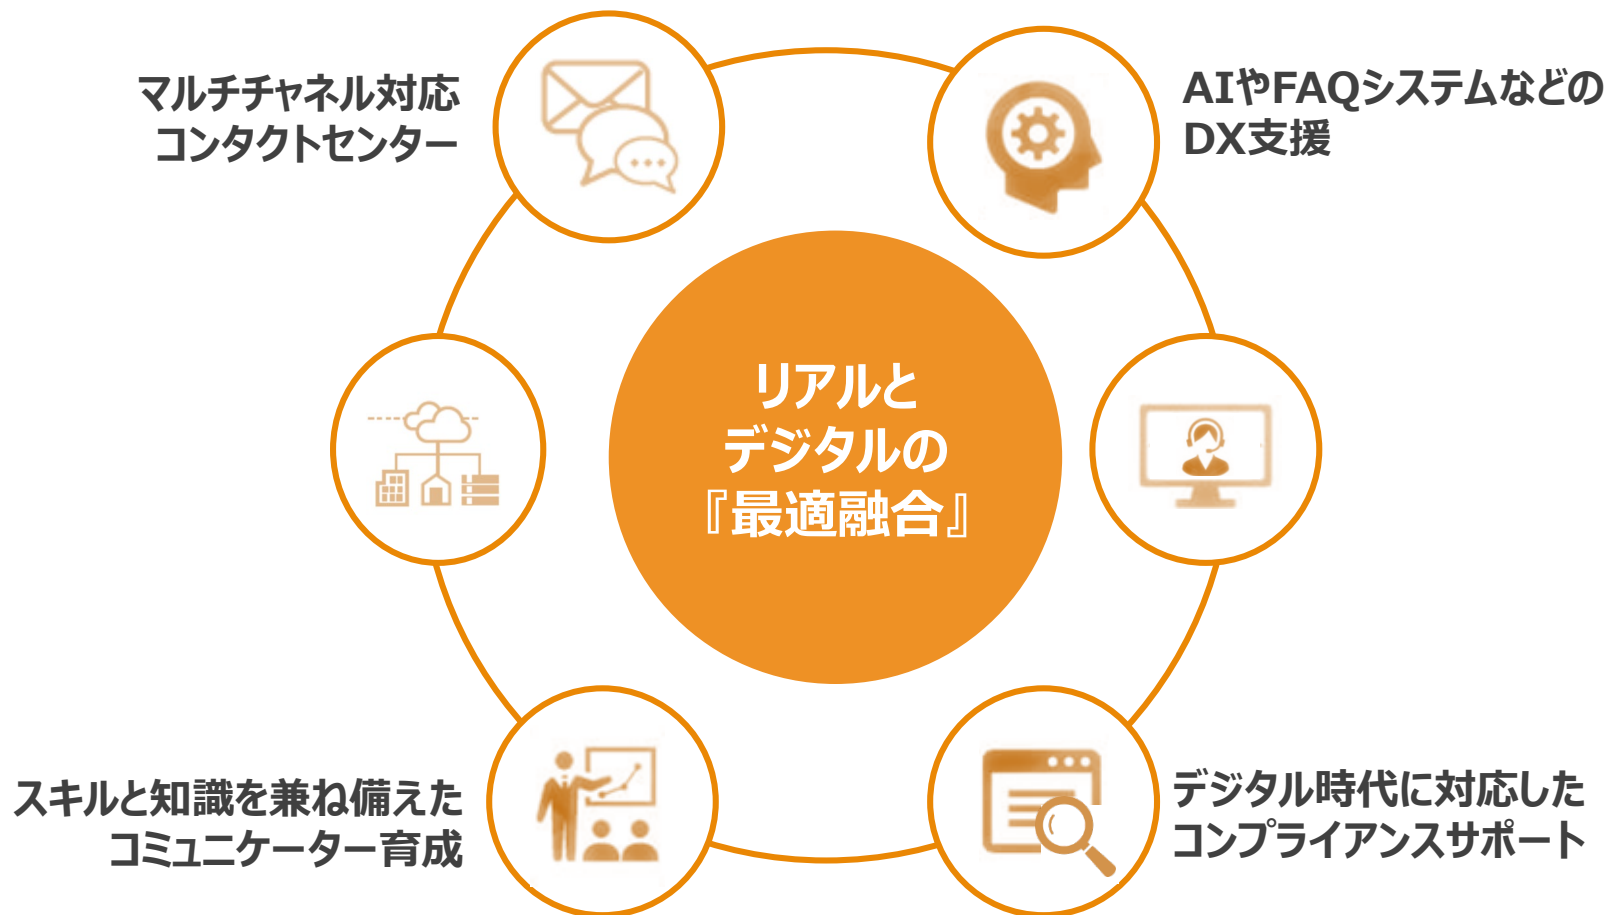 マルチチャネル対応
コンタクトセンター
AIやFAQシステムなどの
DX支援
リアルと
デジタルの
『最適融合』
スキルと知識を兼ね備えた
コミュニケーター育成
デジタル時代に対応した
コンプライアンスサポート